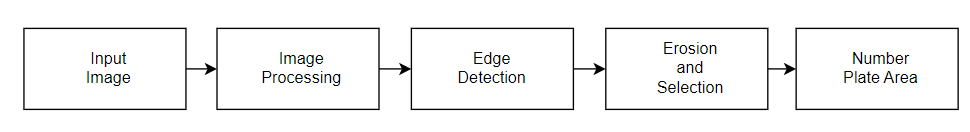 Input
Image
Image
Processing
Edge
Detection
Erosion
and
Selection
Number
Plate Area